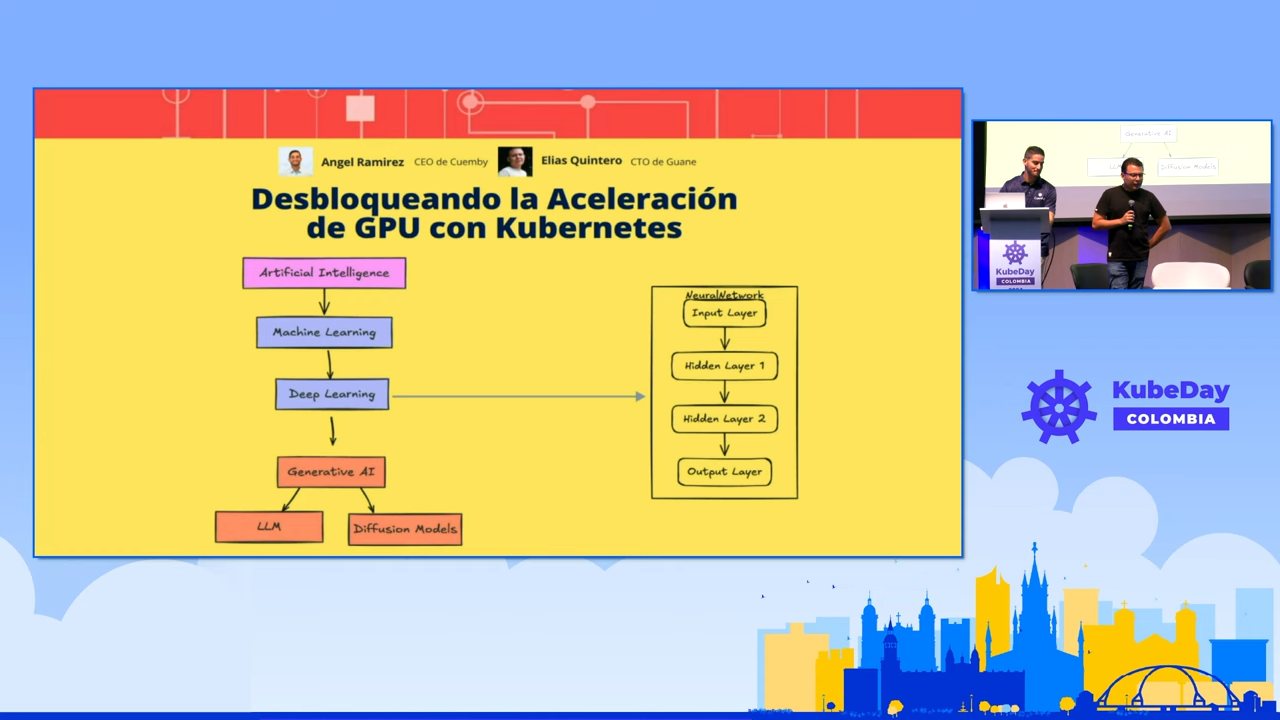 Angel Ramirez CEO de Cuemby Elias Quintero CTO de Guane
Desbloqueando la Aceleración
de GPU con Kubernetes
Artificial Intelligence
Machine Learning
Deep Learning
Generative AI
LLM
Diffusion Models
NeuralNetwork
Input Layer
Hidden Layer 1
Hidden Layer 2
Output Layer
Generative AI
Diffusion Models
KubeDay
COLOMBIA
KubeDay
COLOMBIA